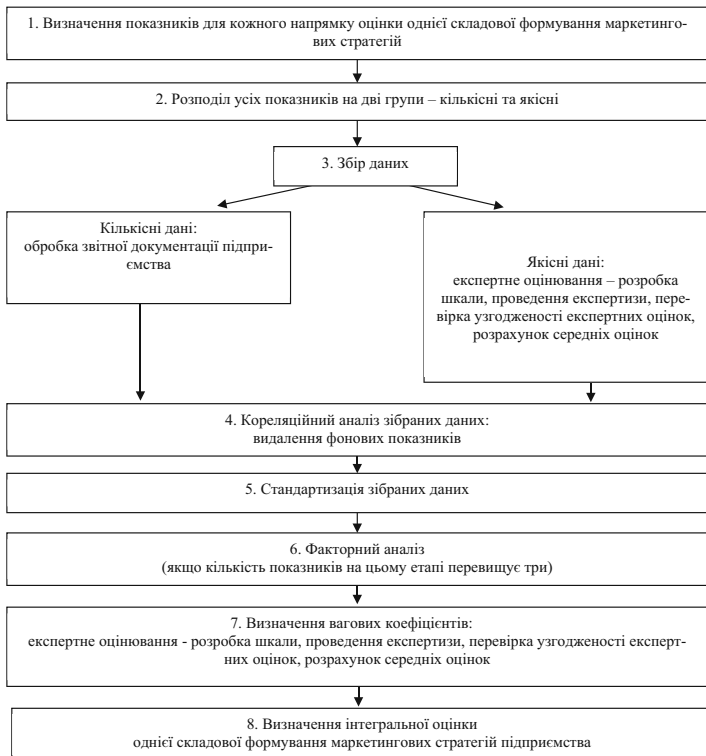 1. Визначення показників для кожного напрямку оцінки однієї складової формування маркетинго-
вих стратегій
2. Розподіл усіх показників на дві групи – кількісні та якісні
3. Збір даних
Кількісні дані:
обробка звітної документації підпри-
ємства
Якісні дані:
експертне оцінювання – розробка
шкали, проведення експертизи, пере-
вірка узгодженості експертних оцінок,
розрахунок середніх оцінок
4. Кореляційний аналіз зібраних даних:
видалення фонових показників
5. Стандартизація зібраних даних
6. Факторний аналіз
(якщо кількість показників на цьому етапі перевищує три)
7. Визначення вагових коефіцієнтів:
експертне оцінювання - розробка шкали, проведення експертизи, перевірка узгодженості експерт-
них оцінок, розрахунок середніх оцінок
8. Визначення інтегральної оцінки
однієї складової формування маркетингових стратегій підприємства